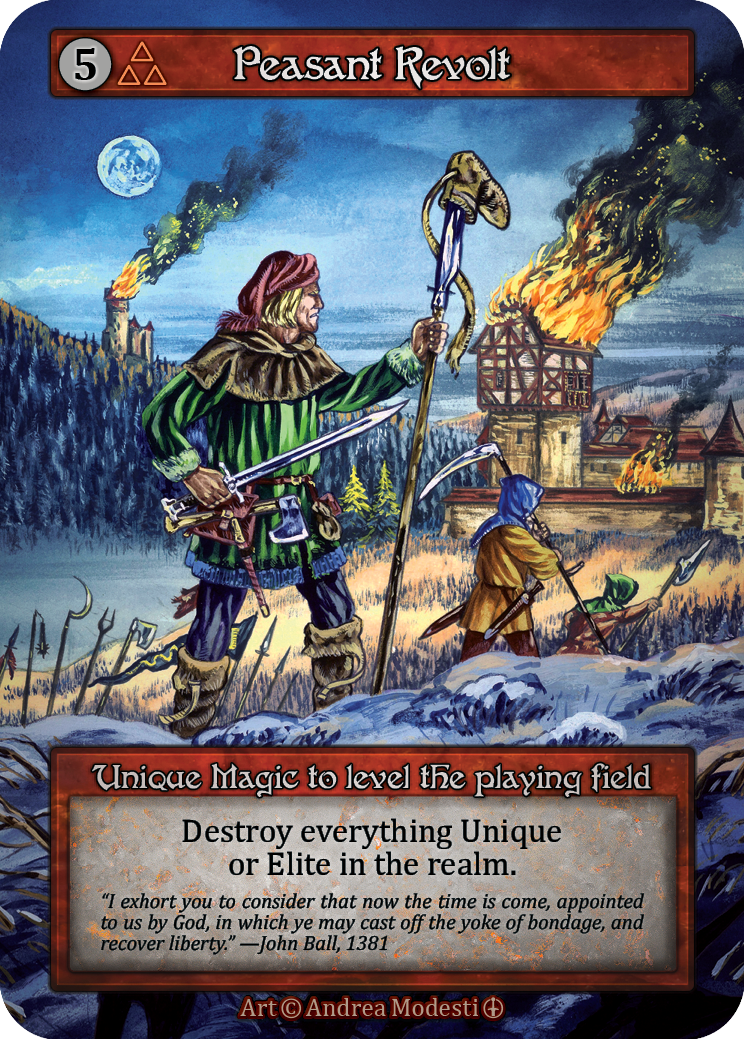 5
Peasant Revolt
Unique Magic to level the playing field
Destroy everything Unique
or Elite in the realm.
“I exhort you to consider that now the time is come, appointed
to us by God, in which ye may cast off the yoke of bondage, and
recover liberty.” —John Ball, 1381
Art © Andrea Modesti